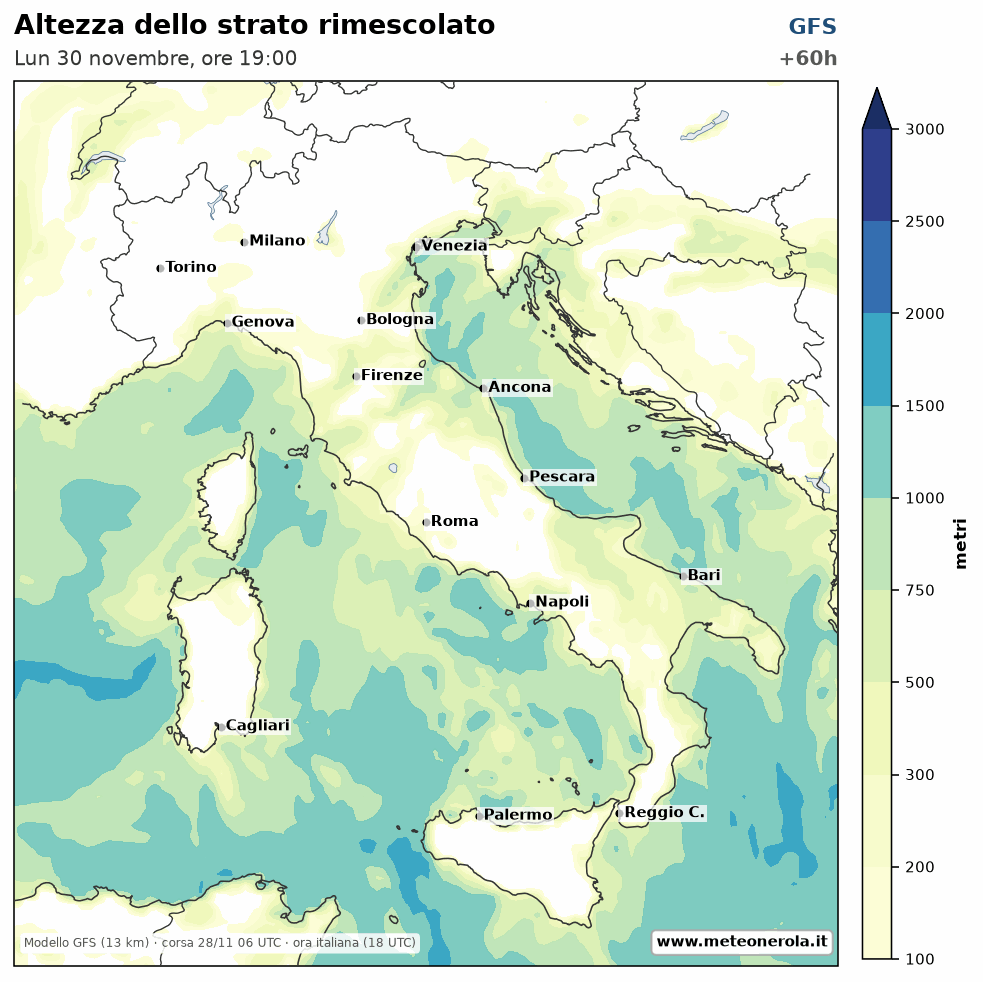 Altezza dello strato rimescolato
GFS
Lun 30 novembre, ore 19:00
+60h
3000
2500
2000
1500
1000
750
500
300
200
100
metri
Milano
Venezia
Torino
Genova
Bologna
Firenze
Ancona
Pescara
Roma
Bari
Napoli
Cagliari
Palermo
Reggio C.
Modello GFS (13 km) · corsa 28/11 06 UTC · ora italiana (18 UTC)
www.meteonerola.it